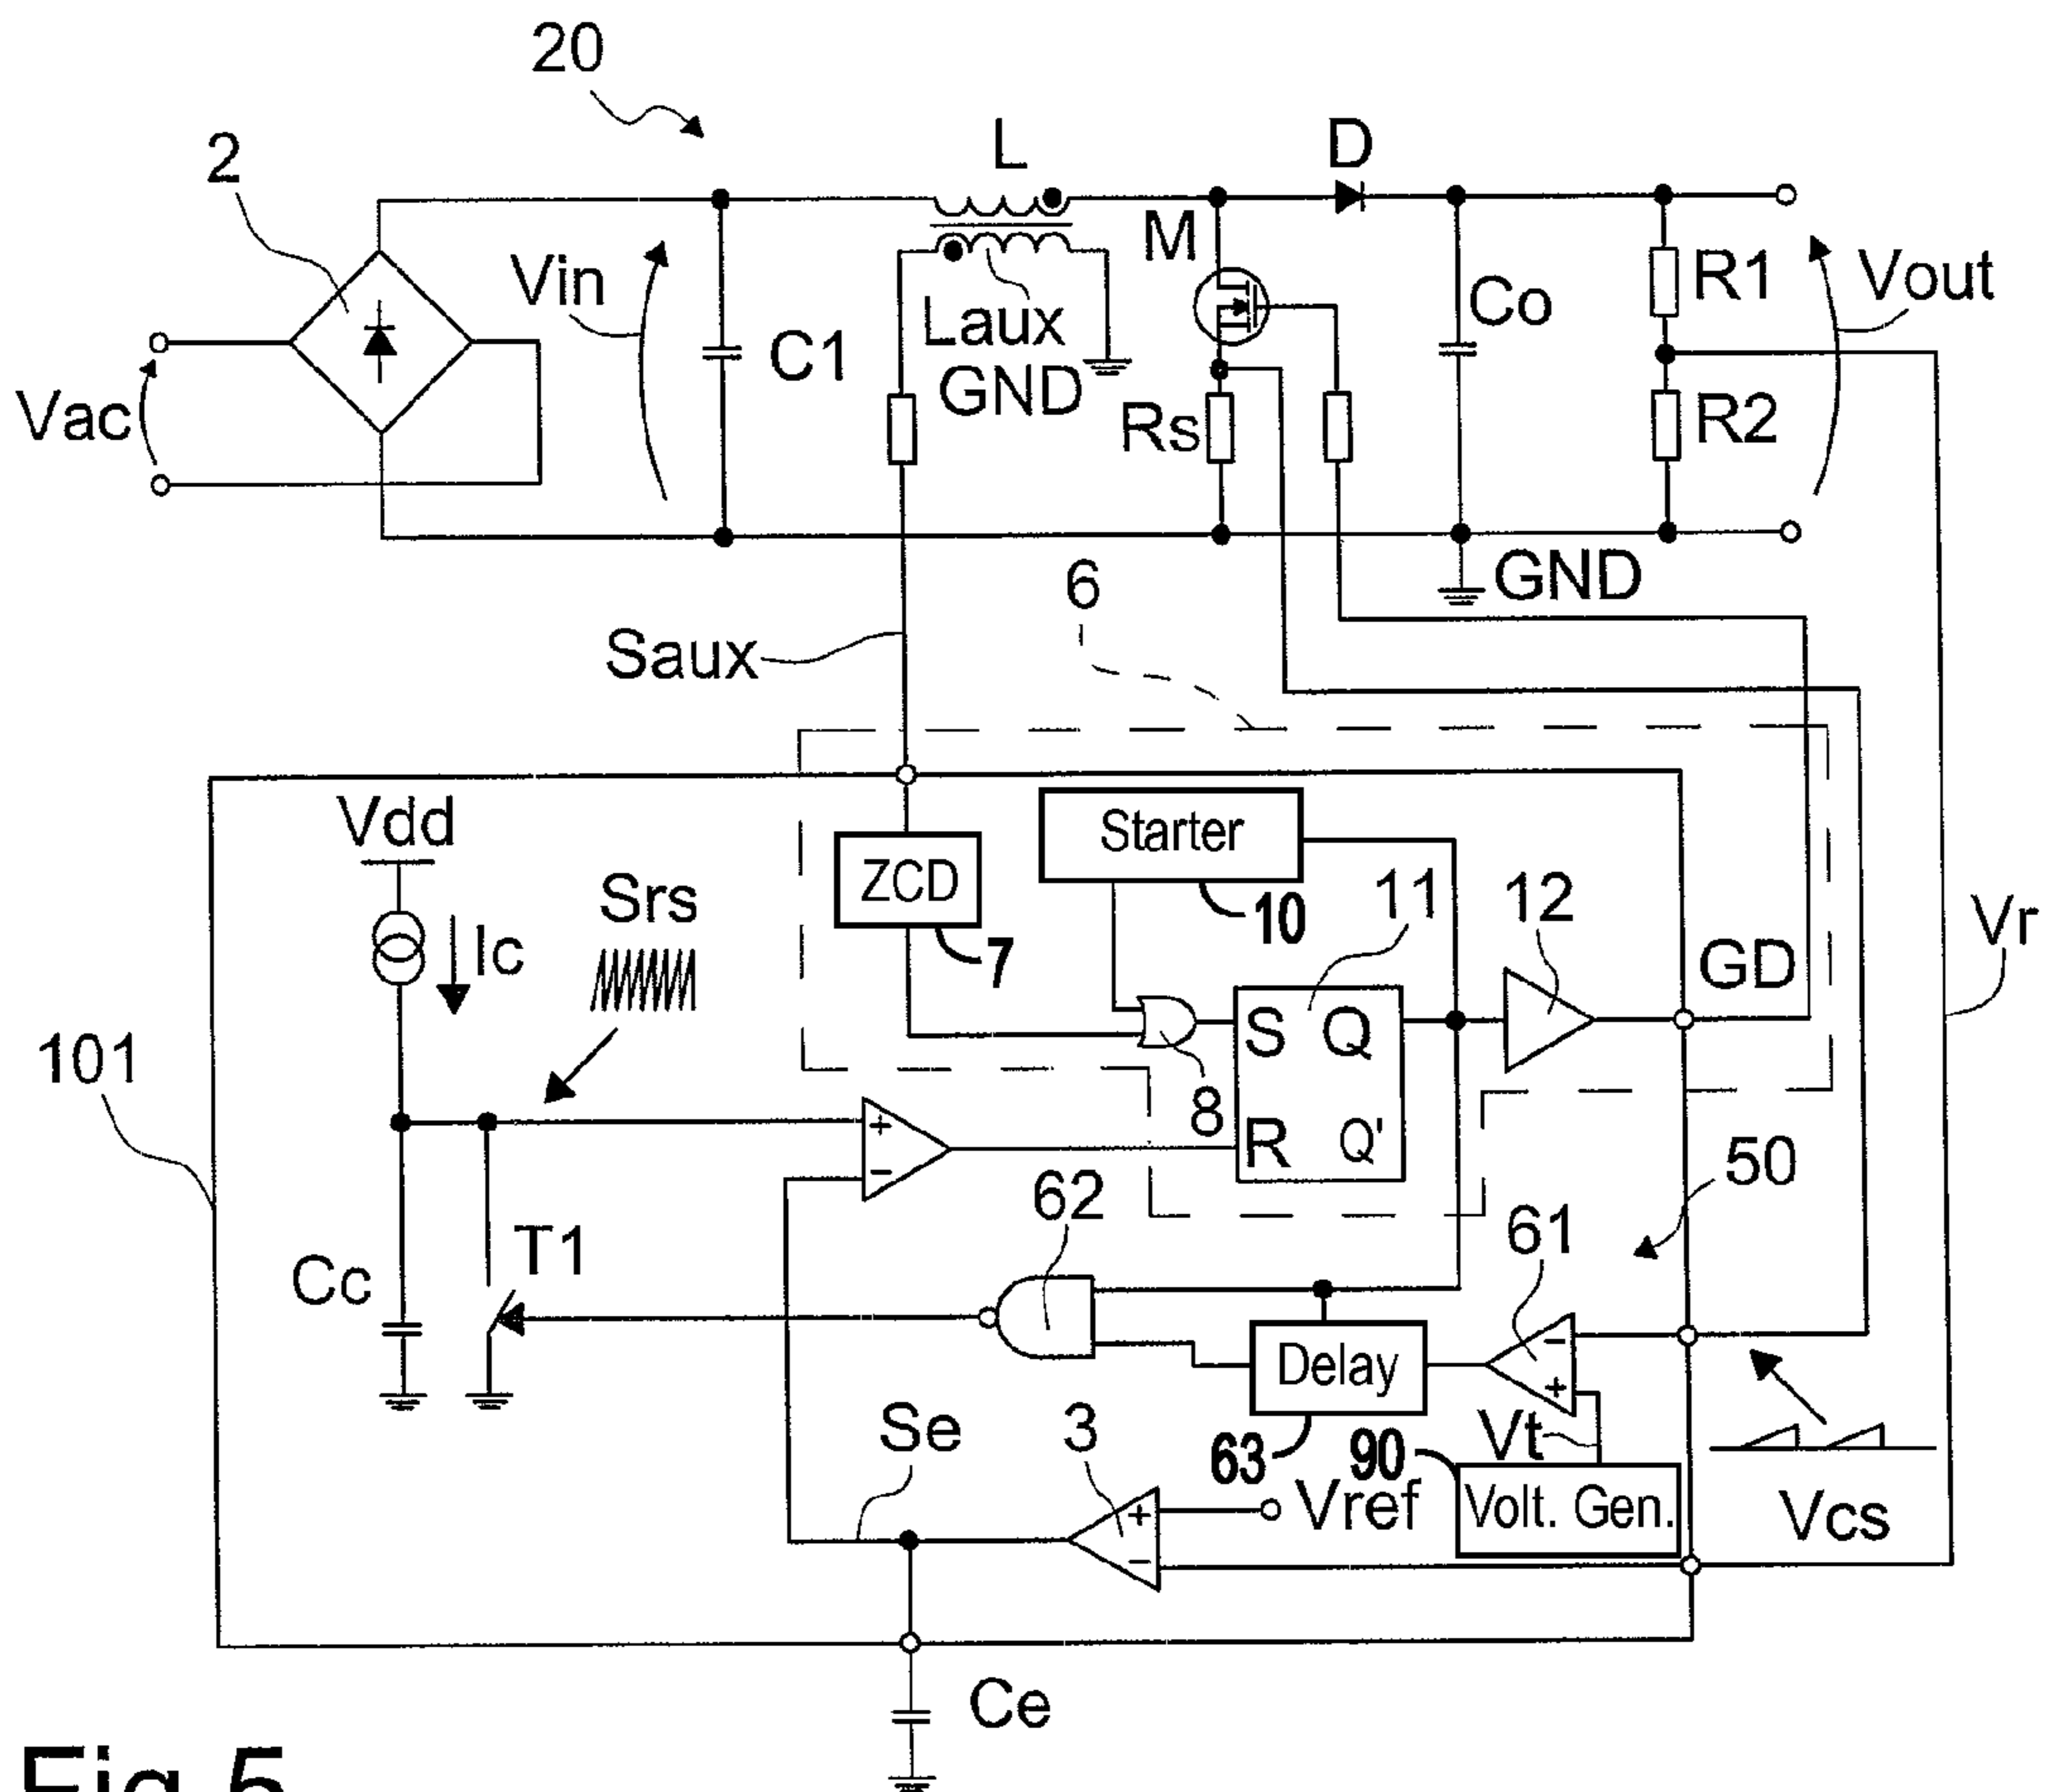 20
2
L
D
M
Vin
Vac
C1
Laux
GND
Rs
Co
R1
R2
Vout
GND
6
Saux
Vdd
Srs
Ic
ZCD
7
Starter
10
11
12
GD
Vr
101
S Q
R Q'
8
+
-
50
62
61
T1
Cc
Delay
63
-
+
Vt
90
Volt. Gen.
Vcs
Se
3
+
-
Vref
Ce
Fig.5